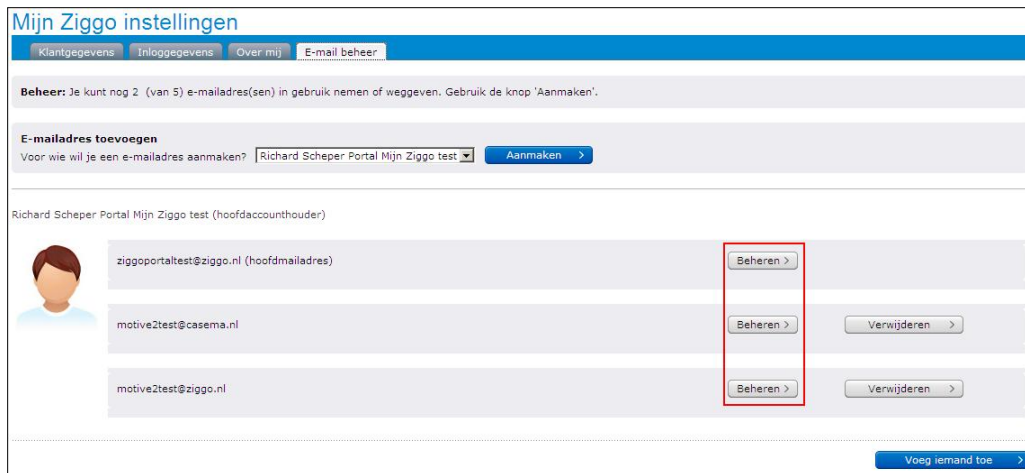 Mijn Ziggo instellingen
Klantgegevens Inloggegevens Over mij E-mail beheer
Beheer: Je kunt nog 2 (van 5) e-mailadres(sen) in gebruik nemen of weggeven. Gebruik de knop 'Aanmaken'.
E-mailadres toevoegen
Voor wie wil je een e-mailadres aanmaken? Richard Scheper Portal Mijn Ziggo test Aanmaken >
Richard Scheper Portal Mijn Ziggo test (hoofdaccounthouder)
ziggoportaltest@ziggo.nl (hoofdmailadres) Beheren >
motive2test@casema.nl Beheren > Verwijderen >
motive2test@ziggo.nl Beheren > Verwijderen >
Voeg iemand toe >